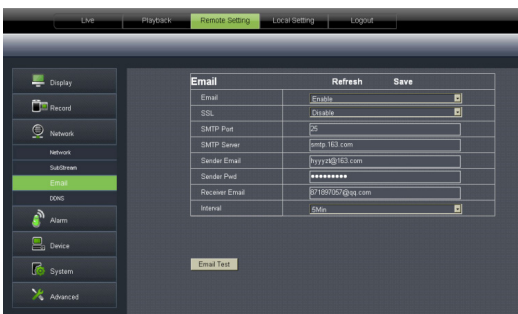 Live Playback Remote Setting Local Setting Logout
Display
Record
Network
Network
SubStream
Email
DDNS
Alarm
Device
System
Advanced
Email Refresh Save
Email Enable
SSL Disable
SMTP Port 25
SMTP Server smtp.163.com
Sender Email hyyyzt@163.com
Sender Pwd •••••••••
Receiver Email 871897057@qq.com
Interval 5Min
Email Test